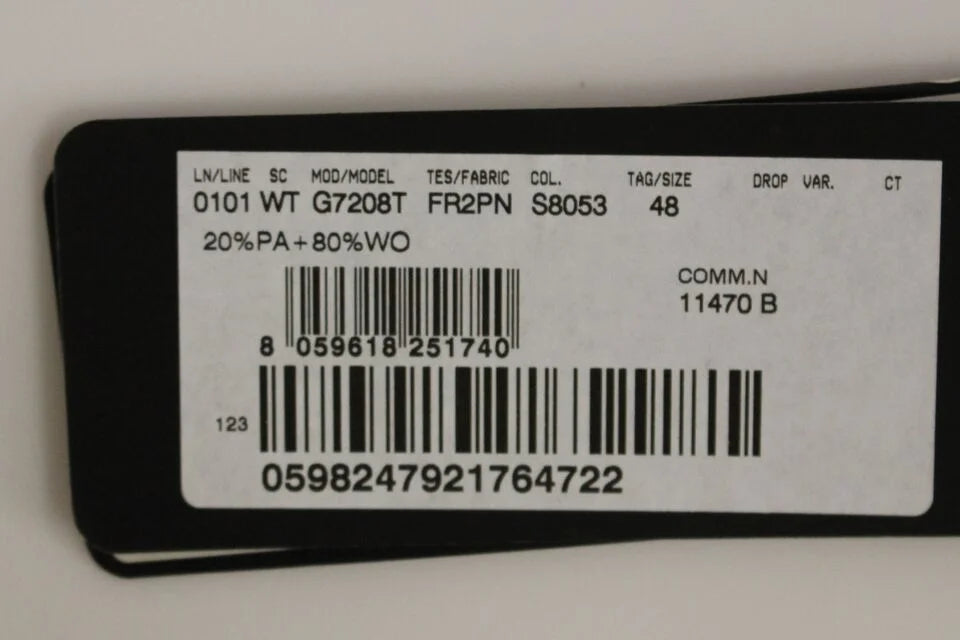 LN/LINE SC MOD/MODEL TES/FABRIC COL. TAG/SIZE DROP VAR. CT
0101 WT G7208T FR2PN S8053 48
20%PA+80%WO
COMM.N
11470 B
8 059618 251740
123
0598247921764722